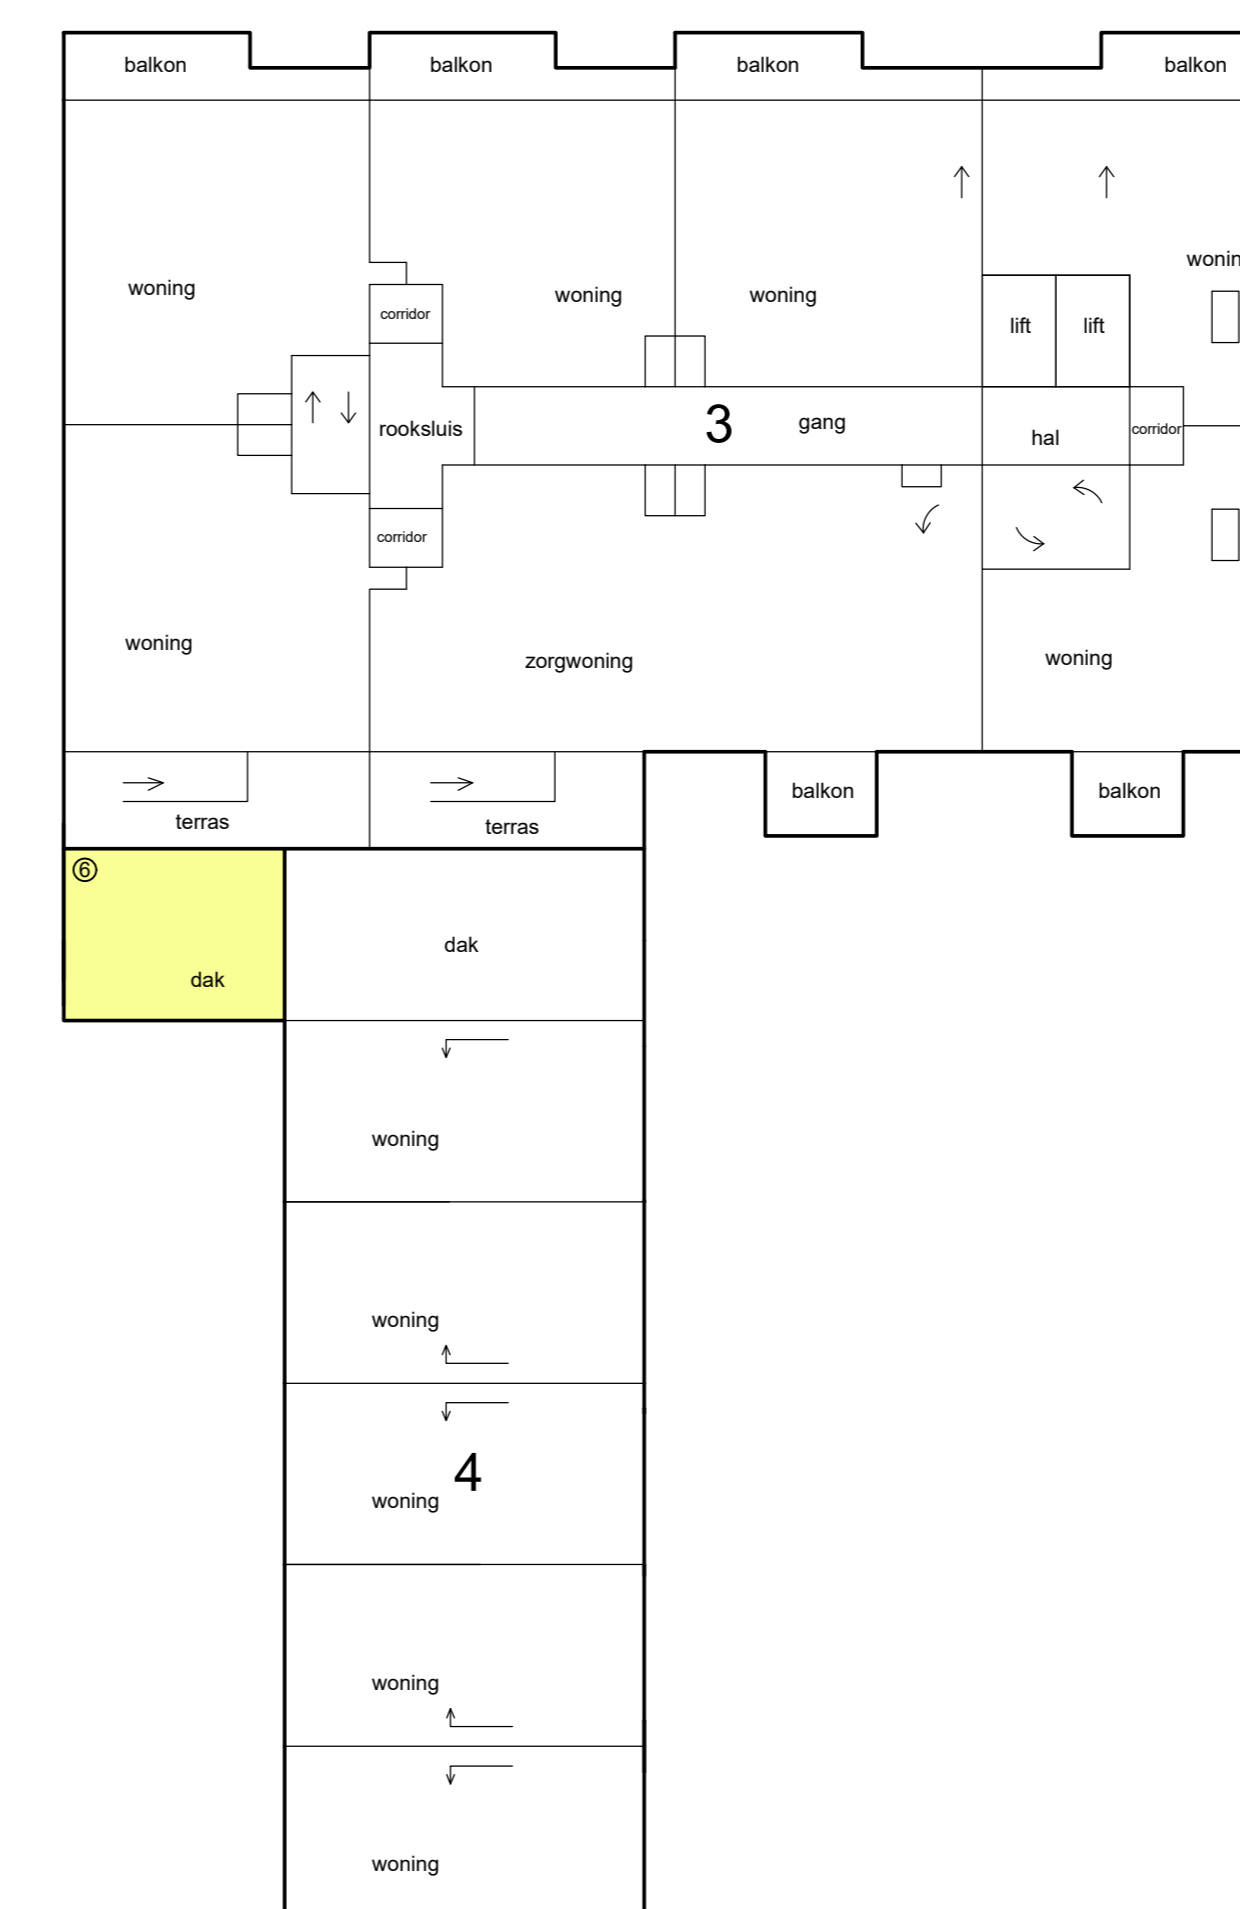 balkon
balkon
balkon
balkon
wonin
woning
woning
woning
corridor
lift
lift
rooksluis
3
gang
hal
corridor
corridor
woning
zorgwoning
woning
terras
terras
balkon
balkon
6
dak
dak
woning
woning
4
woning
woning
woning